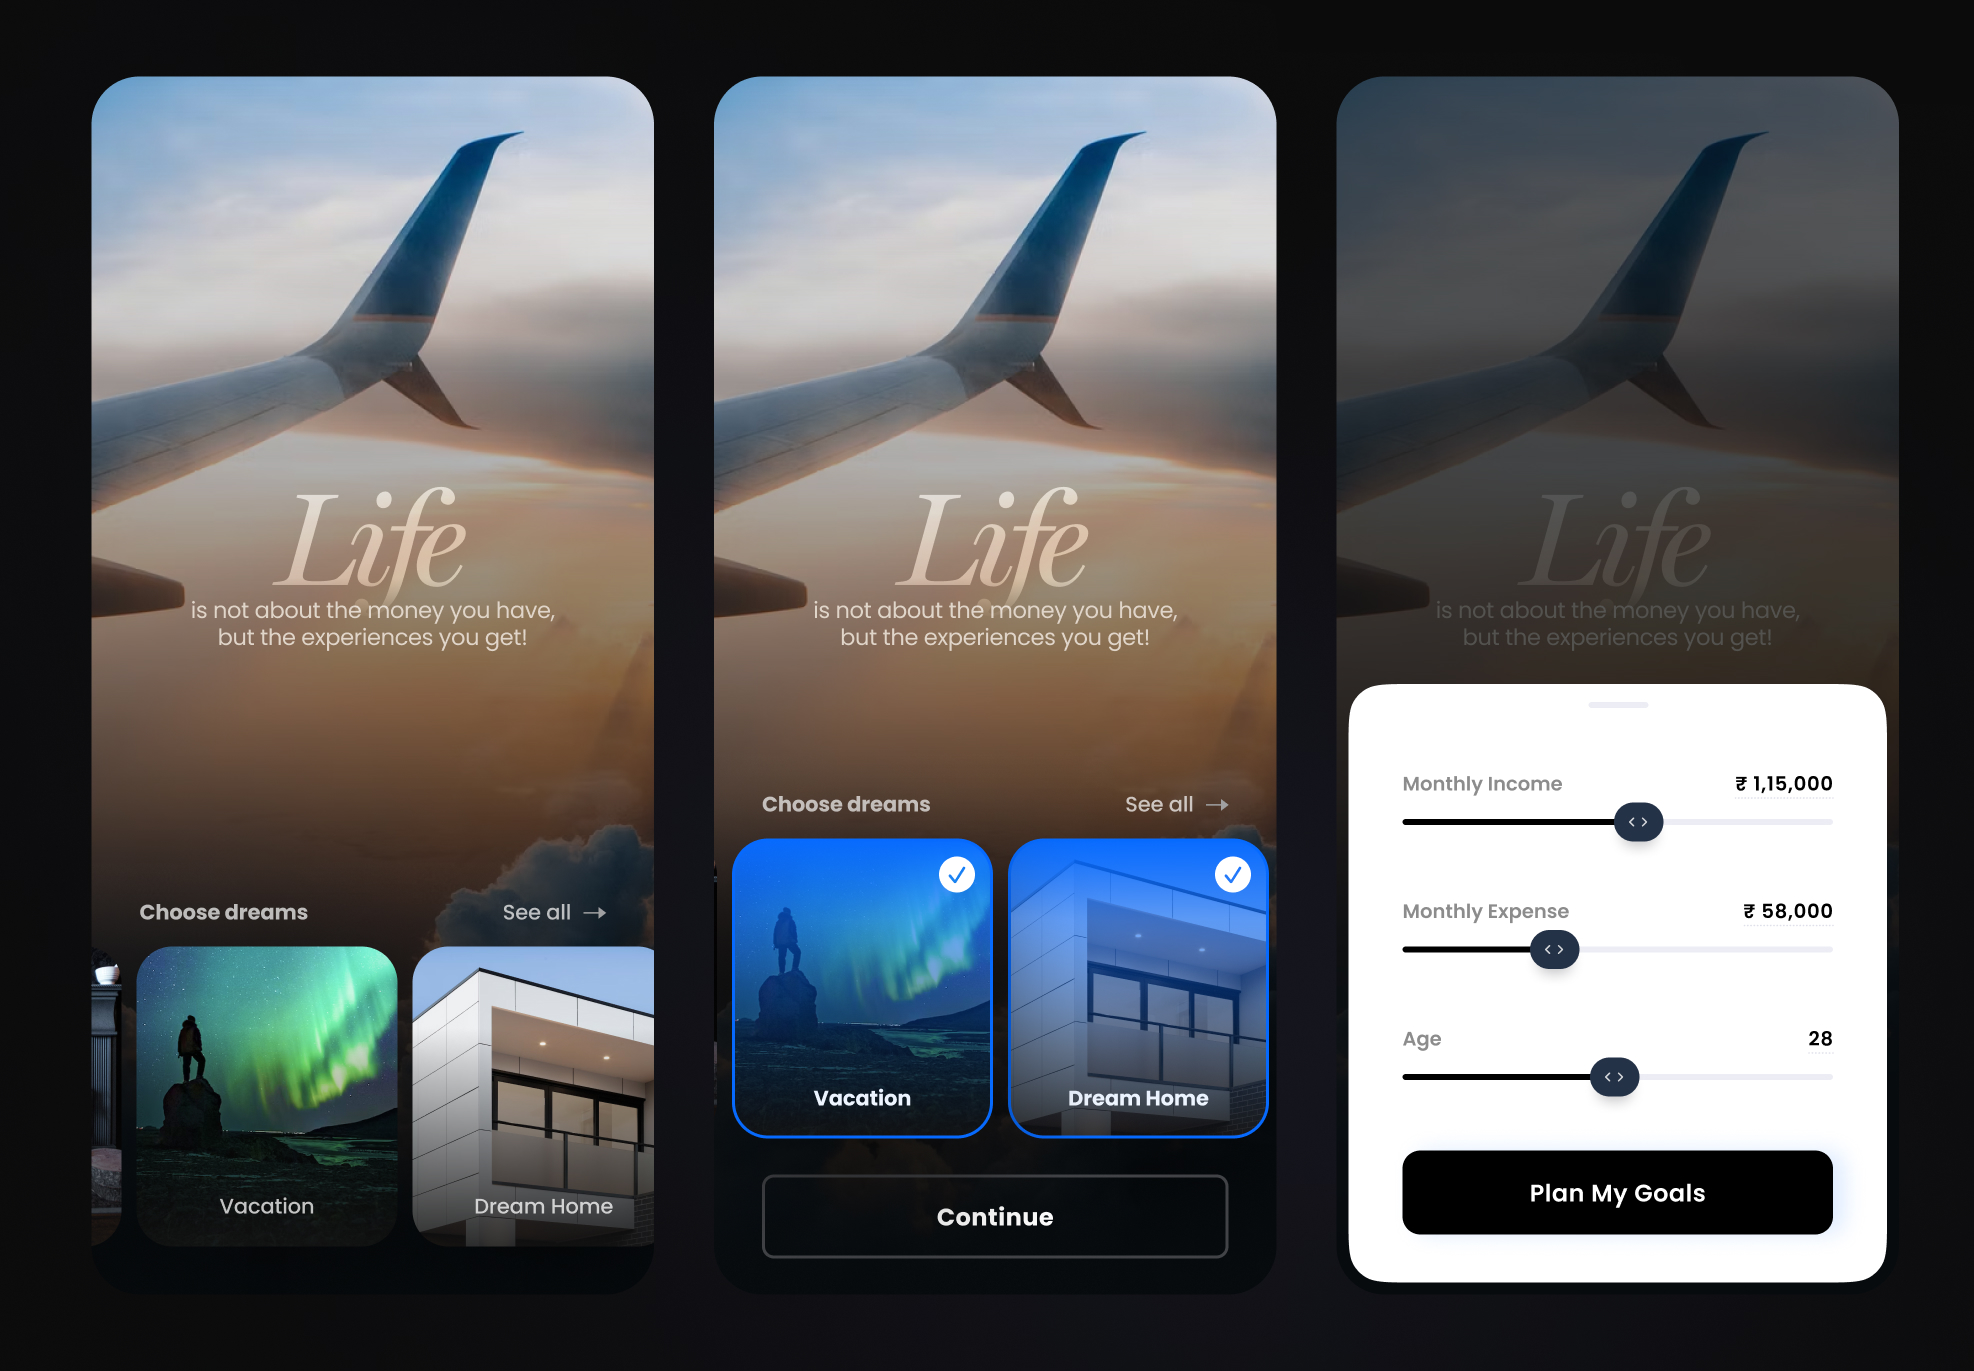 Life
is not about the money you have,
but the experiences you get!
Choose dreams
See all →
Vacation
Dream Home
Life
is not about the money you have,
but the experiences you get!
Choose dreams
See all →
Vacation
Dream Home
Continue
Life
is not about the money you have,
but the experiences you get!
Monthly Income
₹ 1,15,000
Monthly Expense
₹ 58,000
Age
28
Plan My Goals